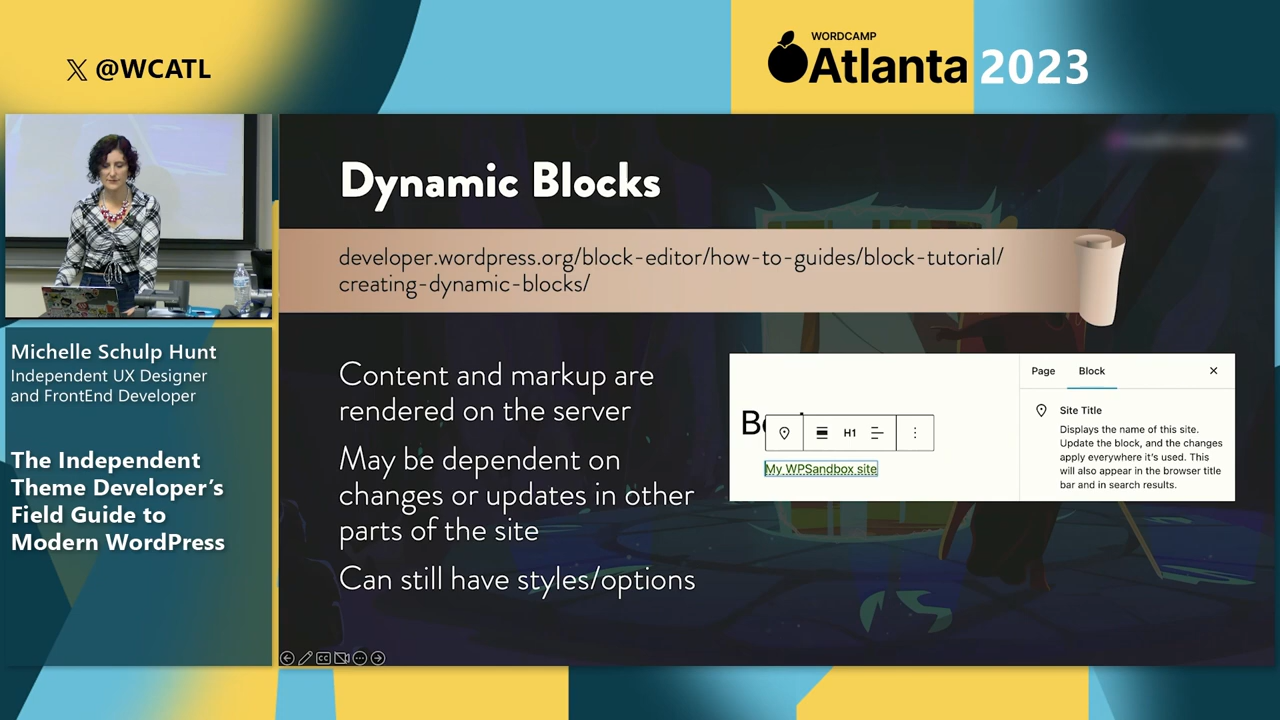 𝕏 @WCATL
WORDCAMP
Atlanta 2023
Michelle Schulp Hunt
Independent UX Designer
and FrontEnd Developer
The Independent
Theme Developer’s
Field Guide to
Modern WordPress
Dynamic Blocks
developer.wordpress.org/block-editor/how-to-guides/block-tutorial/
creating-dynamic-blocks/
Content and markup are
rendered on the server
May be dependent on
changes or updates in other
parts of the site
Can still have styles/options
H1
My WPSandbox site
Page Block
Site Title
Displays the name of this site.
Update the block, and the changes
apply everywhere it's used. This
will also appear in the browser title
bar and in search results.
CC